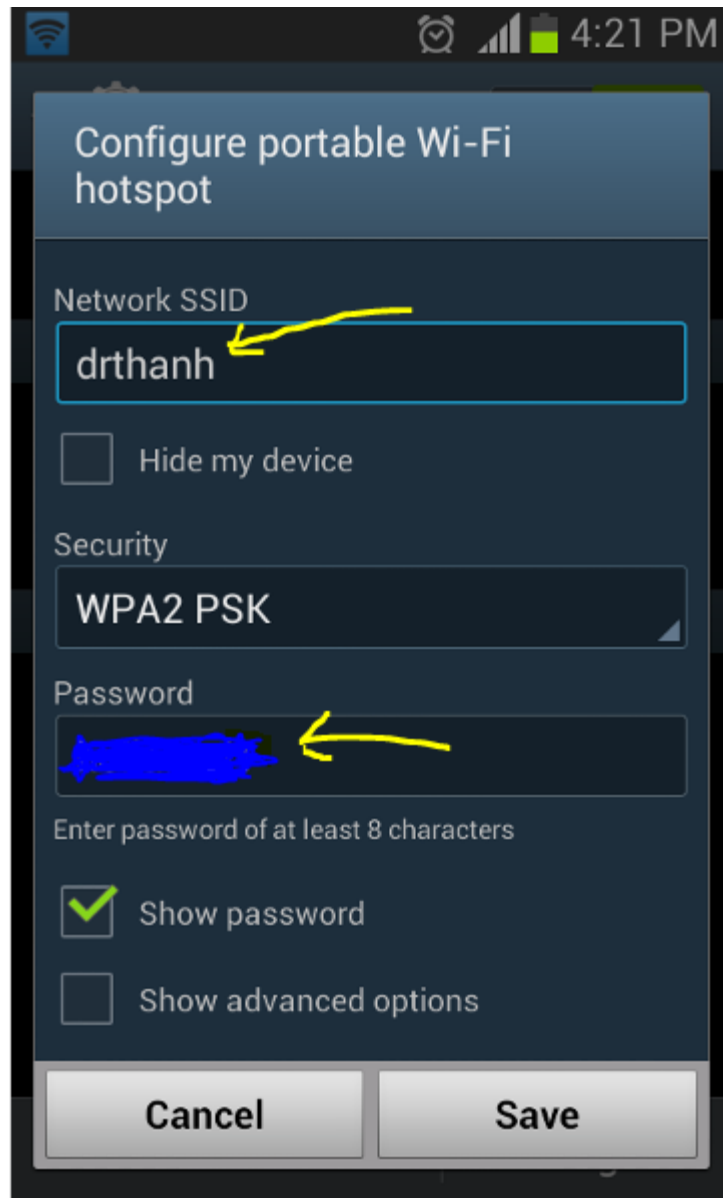 4:21 PM
Configure portable Wi-Fi
hotspot
Network SSID
drthanh
Hide my device
Security
WPA2 PSK
Password
Enter password of at least 8 characters
Show password
Show advanced options
Cancel
Save